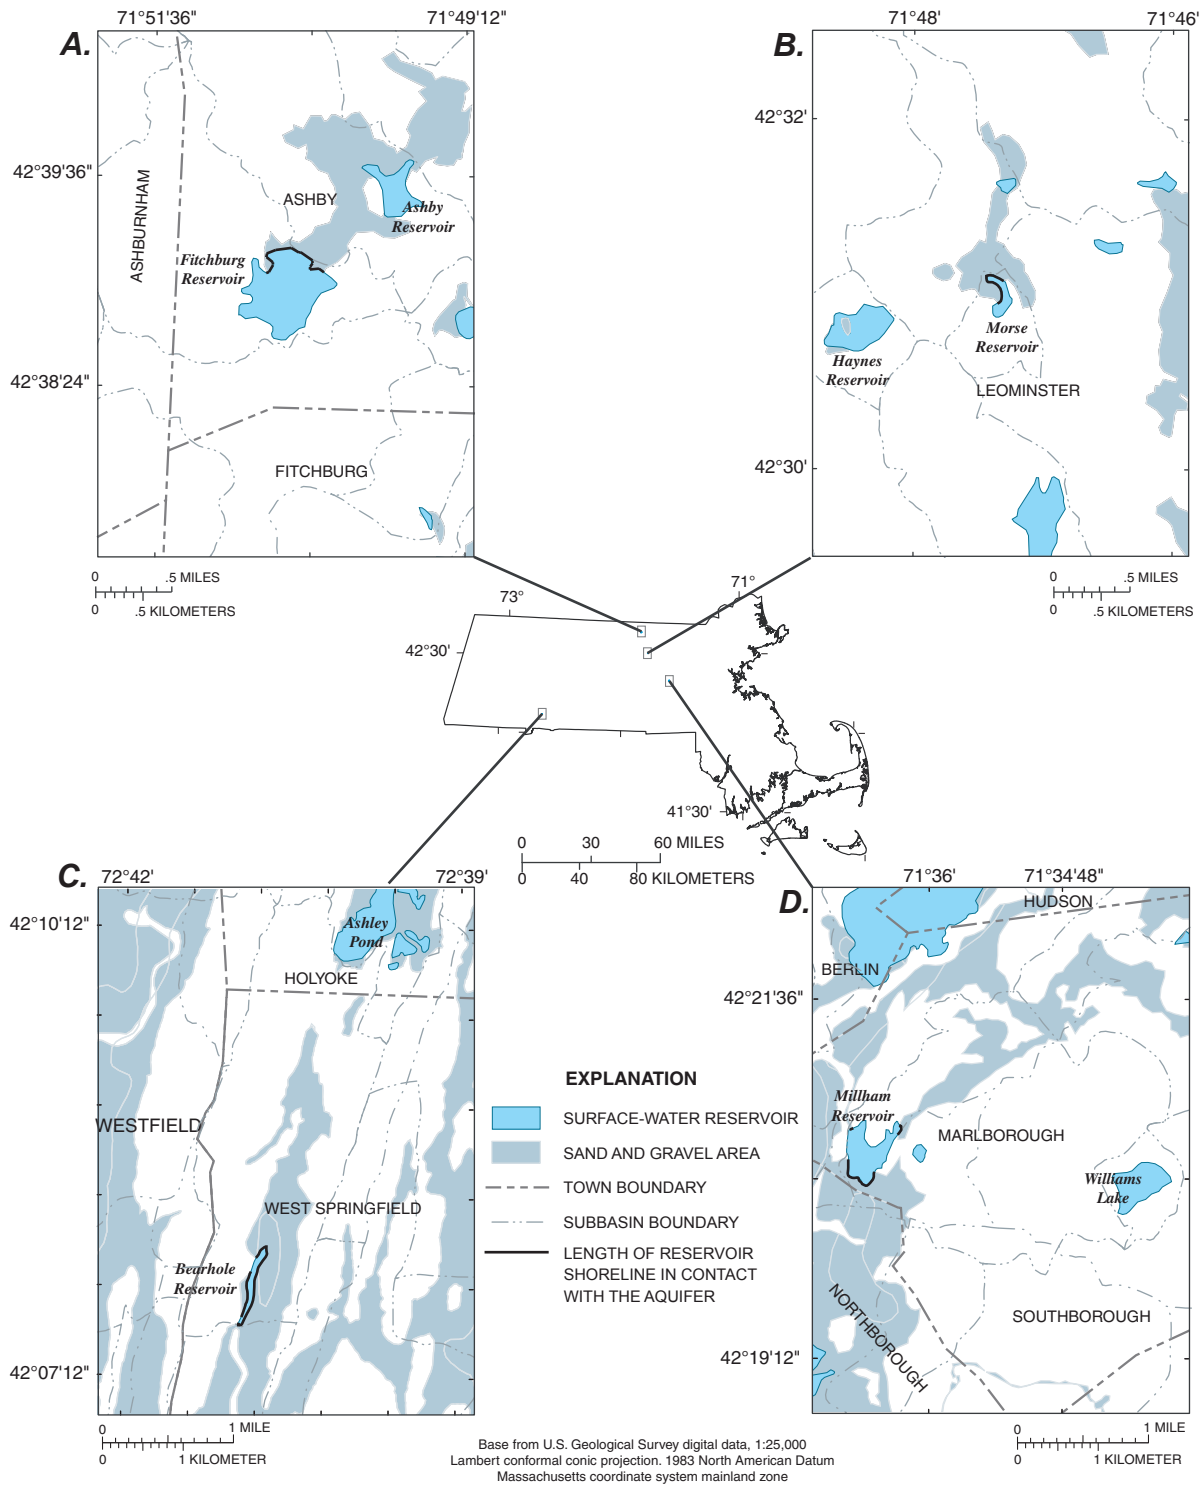 A.
71°51'36"
71°49'12"
42°39'36"
42°38'24"
ASHBURNHAM
ASHBY
Ashby
Reservoir
Fitchburg
Reservoir
FITCHBURG
0 .5 MILES
0 .5 KILOMETERS
B.
71°48'
71°46'
42°32'
42°30'
Morse
Reservoir
Haynes
Reservoir
LEOMINSTER
0 .5 MILES
0 .5 KILOMETERS
73°
71°
42°30'
41°30'
0 30 60 MILES
0 40 80 KILOMETERS
C.
72°42'
72°39'
42°10'12"
42°07'12"
Ashley
Pond
HOLYOKE
WESTFIELD
WEST SPRINGFIELD
Bearhole
Reservoir
0 1 MILE
0 1 KILOMETER
EXPLANATION
SURFACE-WATER RESERVOIR
SAND AND GRAVEL AREA
TOWN BOUNDARY
SUBBASIN BOUNDARY
LENGTH OF RESERVOIR
SHORELINE IN CONTACT
WITH THE AQUIFER
D.
71°36'
71°34'48"
42°21'36"
42°19'12"
HUDSON
BERLIN
Millham
Reservoir
MARLBOROUGH
Williams
Lake
NORTHBOROUGH
SOUTHBOROUGH
0 1 MILE
0 1 KILOMETER
Base from U.S. Geological Survey digital data, 1:25,000
Lambert conformal conic projection. 1983 North American Datum
Massachusetts coordinate system mainland zone